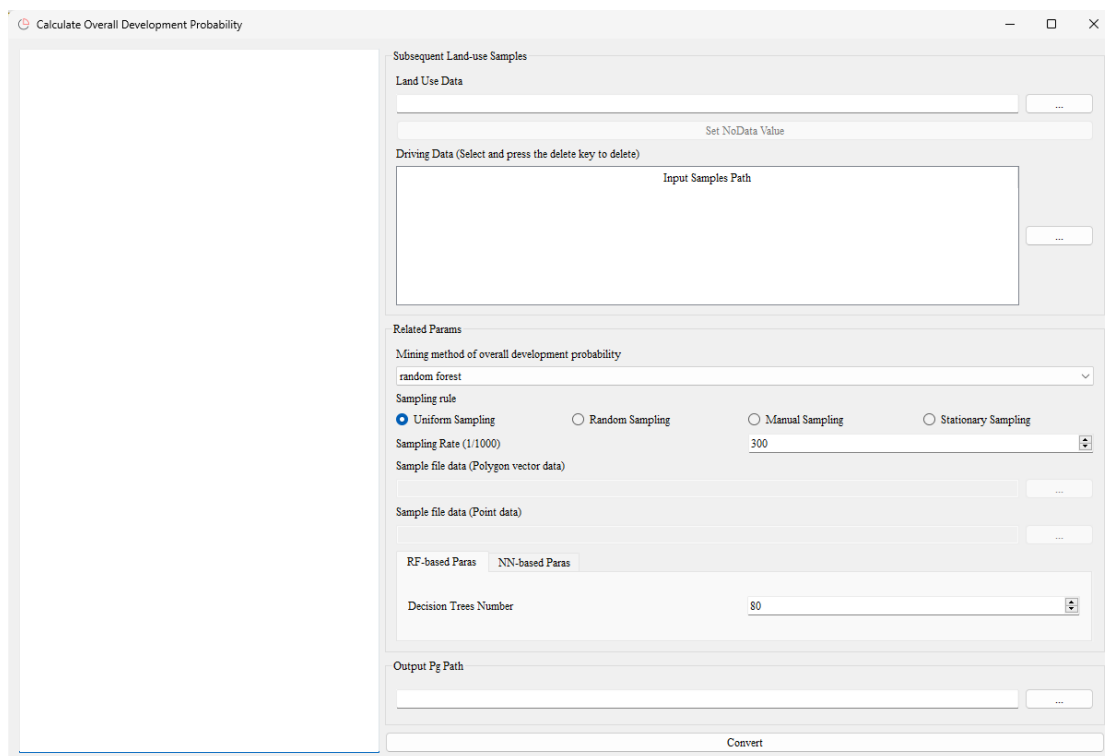 Calculate Overall Development Probability
Subsequent Land-use Samples
Land Use Data
...
Set NoData Value
Driving Data (Select and press the delete key to delete)
Input Samples Path
...
Related Params
Mining method of overall development probability
random forest
Sampling rule
Uniform Sampling Random Sampling Manual Sampling Stationary Sampling
Sampling Rate (1/1000) 300
Sample file data (Polygon vector data)
...
Sample file data (Point data)
...
RF-based Paras NN-based Paras
Decision Trees Number 80
Output Pg Path
...
Convert